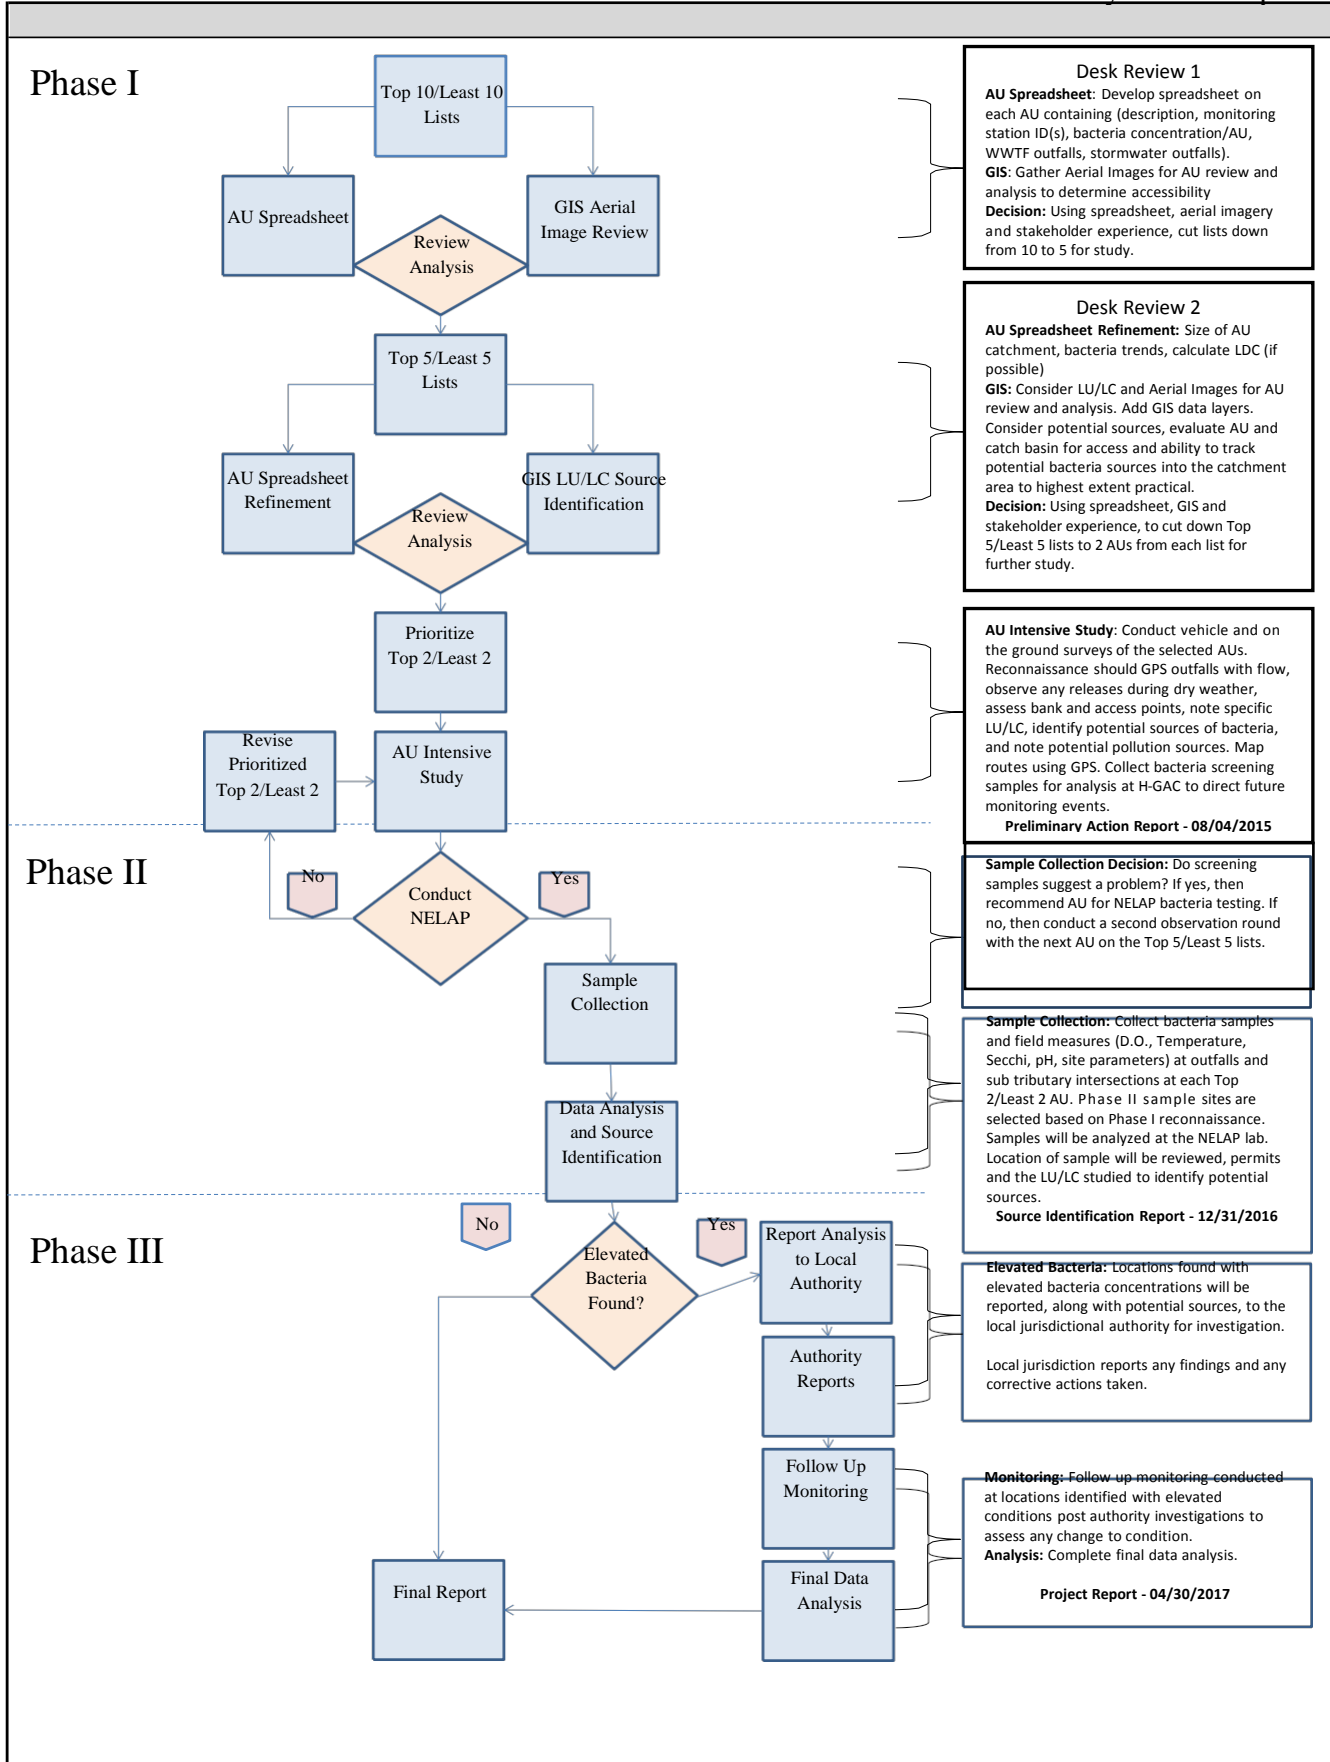 Phase I
Top 10/Least 10
Lists
AU Spreadsheet
GIS Aerial
Image Review
Review
Analysis
Top 5/Least 5
Lists
AU Spreadsheet
Refinement
GIS LU/LC Source
Identification
Review
Analysis
Prioritize
Top 2/Least 2
Revise
Prioritized
Top 2/Least 2
AU Intensive
Study
Desk Review 1
AU Spreadsheet: Develop spreadsheet on
each AU containing (description, monitoring
station ID(s), bacteria concentration/AU,
WWTF outfalls, stormwater outfalls).
GIS: Gather Aerial Images for AU review and
analysis to determine accessibility
Decision: Using spreadsheet, aerial imagery
and stakeholder experience, cut lists down
from 10 to 5 for study.
Desk Review 2
AU Spreadsheet Refinement: Size of AU
catchment, bacteria trends, calculate LDC (if
possible)
GIS: Consider LU/LC and Aerial Images for AU
review and analysis. Add GIS data layers.
Consider potential sources, evaluate AU and
catch basin for access and ability to track
potential bacteria sources into the catchment
area to highest extent practical.
Decision: Using spreadsheet, GIS and
stakeholder experience, to cut down Top
5/Least 5 lists to 2 AUs from each list for
further study.
AU Intensive Study: Conduct vehicle and on
the ground surveys of the selected AUs.
Reconnaissance should GPS outfalls with flow,
observe any releases during dry weather,
assess bank and access points, note specific
LU/LC, identify potential sources of bacteria,
and note potential pollution sources. Map
routes using GPS. Collect bacteria screening
samples for analysis at H-GAC to direct future
monitoring events.
Preliminary Action Report - 08/04/2015
Phase II
No
Conduct
NELAP
Yes
Sample
Collection
Data Analysis
and Source
Identification
Sample Collection Decision: Do screening
samples suggest a problem? If yes, then
recommend AU for NELAP bacteria testing. If
no, then conduct a second observation round
with the next AU on the Top 5/Least 5 lists.
Sample Collection: Collect bacteria samples
and field measures (D.O., Temperature,
Secchi, pH, site parameters) at outfalls and
sub tributary intersections at each Top
2/Least 2 AU. Phase II sample sites are
selected based on Phase I reconnaissance.
Samples will be analyzed at the NELAP lab.
Location of sample will be reviewed, permits
and the LU/LC studied to identify potential
sources.
Source Identification Report - 12/31/2016
Phase III
No
Elevated
Bacteria
Found?
Yes
Report Analysis
to Local
Authority
Authority
Reports
Follow Up
Monitoring
Final Data
Analysis
Final Report
Elevated Bacteria: Locations found with
elevated bacteria concentrations will be
reported, along with potential sources, to the
local jurisdictional authority for investigation.
Local jurisdiction reports any findings and any
corrective actions taken.
Monitoring: Follow up monitoring conducted
at locations identified with elevated
conditions post authority investigations to
assess any change to condition.
Analysis: Complete final data analysis.
Project Report - 04/30/2017